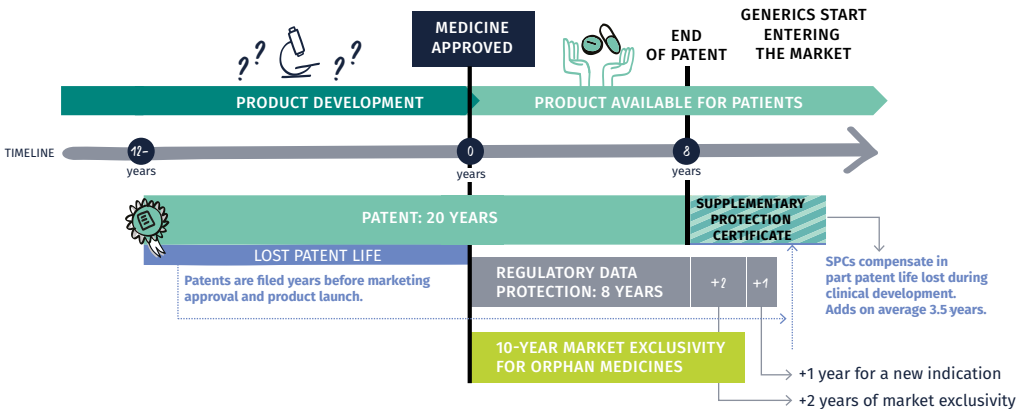 GENERICS START
ENTERING
THE MARKET
MEDICINE
APPROVED
END
OF PATENT
? ?
? ?
PRODUCT DEVELOPMENT
PRODUCT AVAILABLE FOR PATIENTS
TIMELINE
12-
years
0
years
8
years
PATENT: 20 YEARS
SUPPLEMENTARY
PROTECTION
CERTIFICATE
LOST PATENT LIFE
Patents are filed years before marketing
approval and product launch.
REGULATORY DATA
PROTECTION: 8 YEARS
+2
+1
SPCs compensate in
part patent life lost during
clinical development.
Adds on average 3.5 years.
10-YEAR MARKET EXCLUSIVITY
FOR ORPHAN MEDICINES
+1 year for a new indication
+2 years of market exclusivity